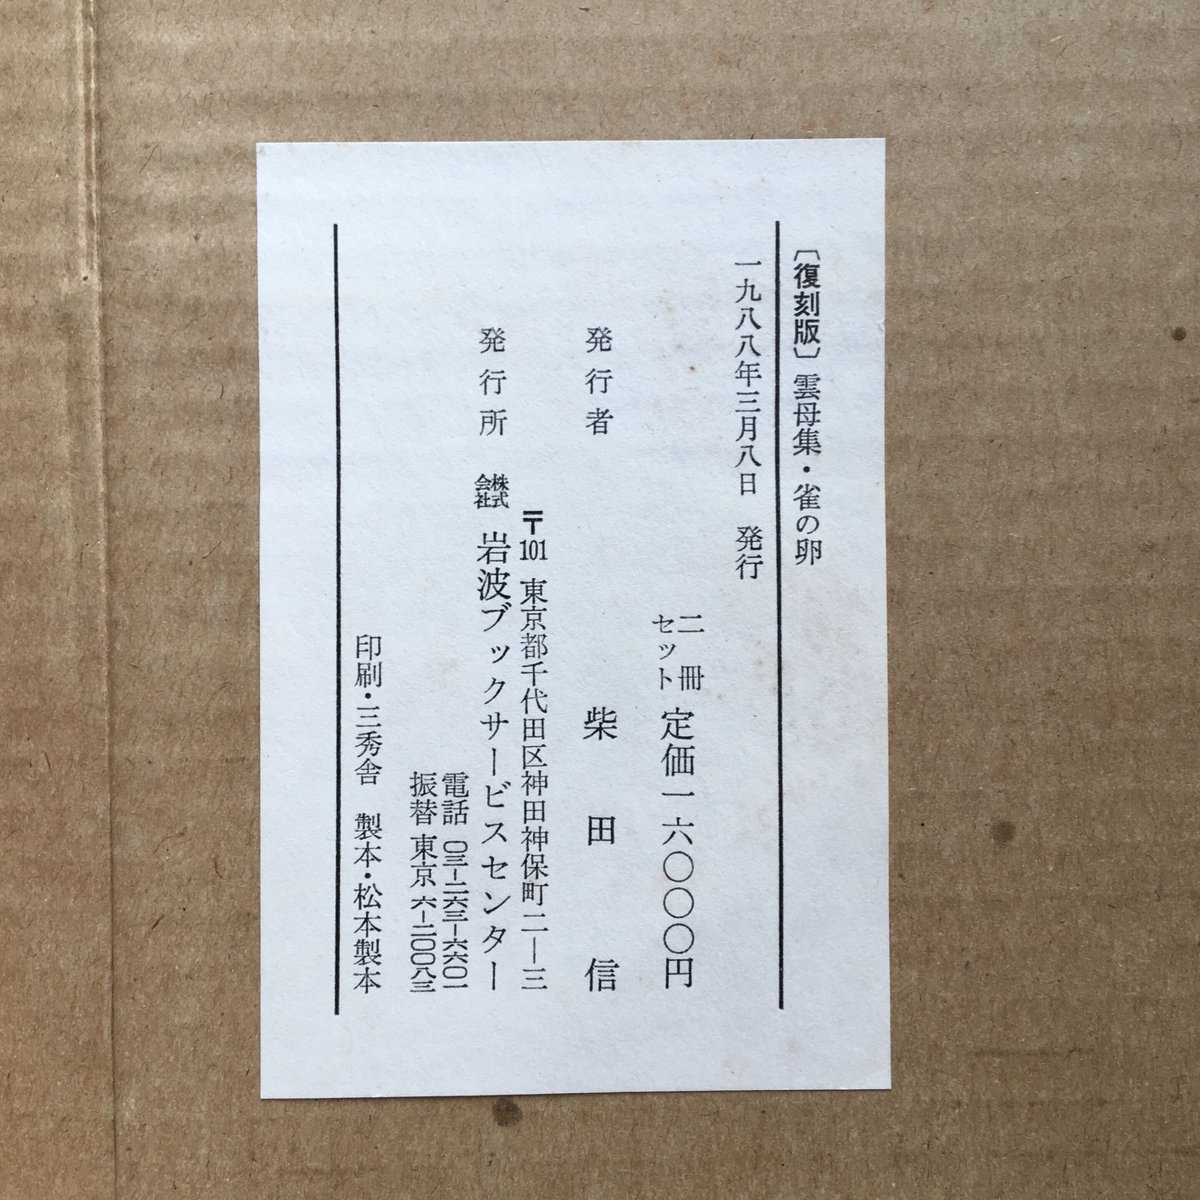 〔復刻版〕雲母集・雀の卵
一九八八年三月八日 発行
二冊セット 定価一六〇〇〇円
発行者 柴田信
〒101 東京都千代田区神田神保町二ー三
発行所 株式会社 岩波ブックサービスセンター
電話 〇三ー二六三ー六六〇一
振替 東京 六ー二〇〇八三
印刷・三秀舎 製本・松本製本